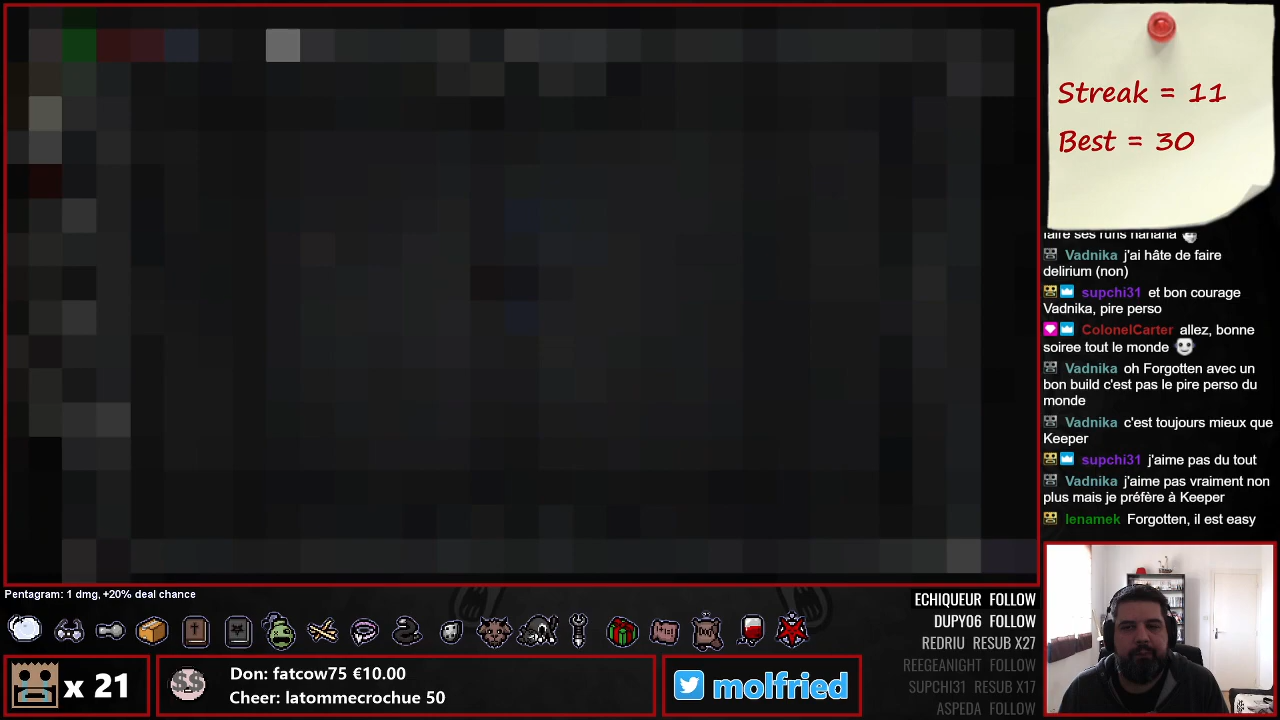 Streak = 11
Best = 30
faire ses runs hahaha
Vadnika j'ai hâte de faire
delirium (non)
supchi31 et bon courage
Vadnika, pire perso
ColonelCarter allez, bonne
soiree tout le monde
Vadnika oh Forgotten avec un
bon build c'est pas le pire perso du
monde
Vadnika c'est toujours mieux que
Keeper
supchi31 j'aime pas du tout
Vadnika j'aime pas vraiment non
plus mais je préfère à Keeper
lenamek Forgotten, il est easy
Pentagram: 1 dmg, +20% deal chance
ECHIQUEUR FOLLOW
DUPY06 FOLLOW
REDRIU RESUB X27
REEGEANIGHT FOLLOW
SUPCHI31 RESUB X17
ASPEDA FOLLOW
x 21
Don: fatcow75 €10.00
Cheer: latommecrochue 50
molfried